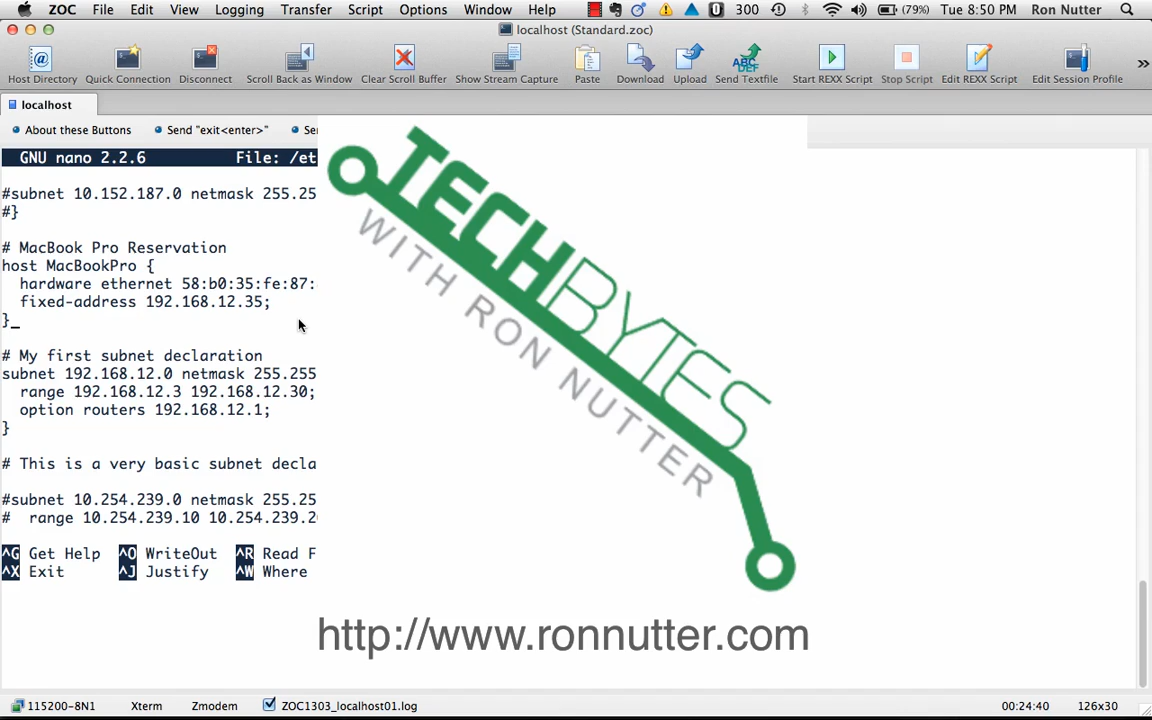 ZOC File Edit View Logging Transfer Script Options Window Help 300 (79%) Tue 8:50 PM Ron Nutter
localhost (Standard.zoc)
Host Directory Quick Connection Disconnect Scroll Back as Window Clear Scroll Buffer Show Stream Capture Paste Download Upload Send Textfile Start REXX Script Stop Script Edit REXX Script Edit Session Profile
localhost
About these Buttons Send "exit<enter>"
GNU nano 2.2.6 File: /et
#subnet 10.152.187.0 netmask 255.25
#}
# MacBook Pro Reservation
host MacBookPro {
hardware ethernet 58:b0:35:fe:87:
fixed-address 192.168.12.35;
}
# My first subnet declaration
subnet 192.168.12.0 netmask 255.255
range 192.168.12.3 192.168.12.30;
option routers 192.168.12.1;
}
# This is a very basic subnet decla
#subnet 10.254.239.0 netmask 255.25
# range 10.254.239.10 10.254.239.2
^G Get Help ^O WriteOut ^R Read F
^X Exit ^J Justify ^W Where
TECHBYTES
WITH RON NUTTER
http://www.ronnutter.com
115200-8N1 Xterm Zmodem ZOC1303_localhost01.log 00:24:40 126x30